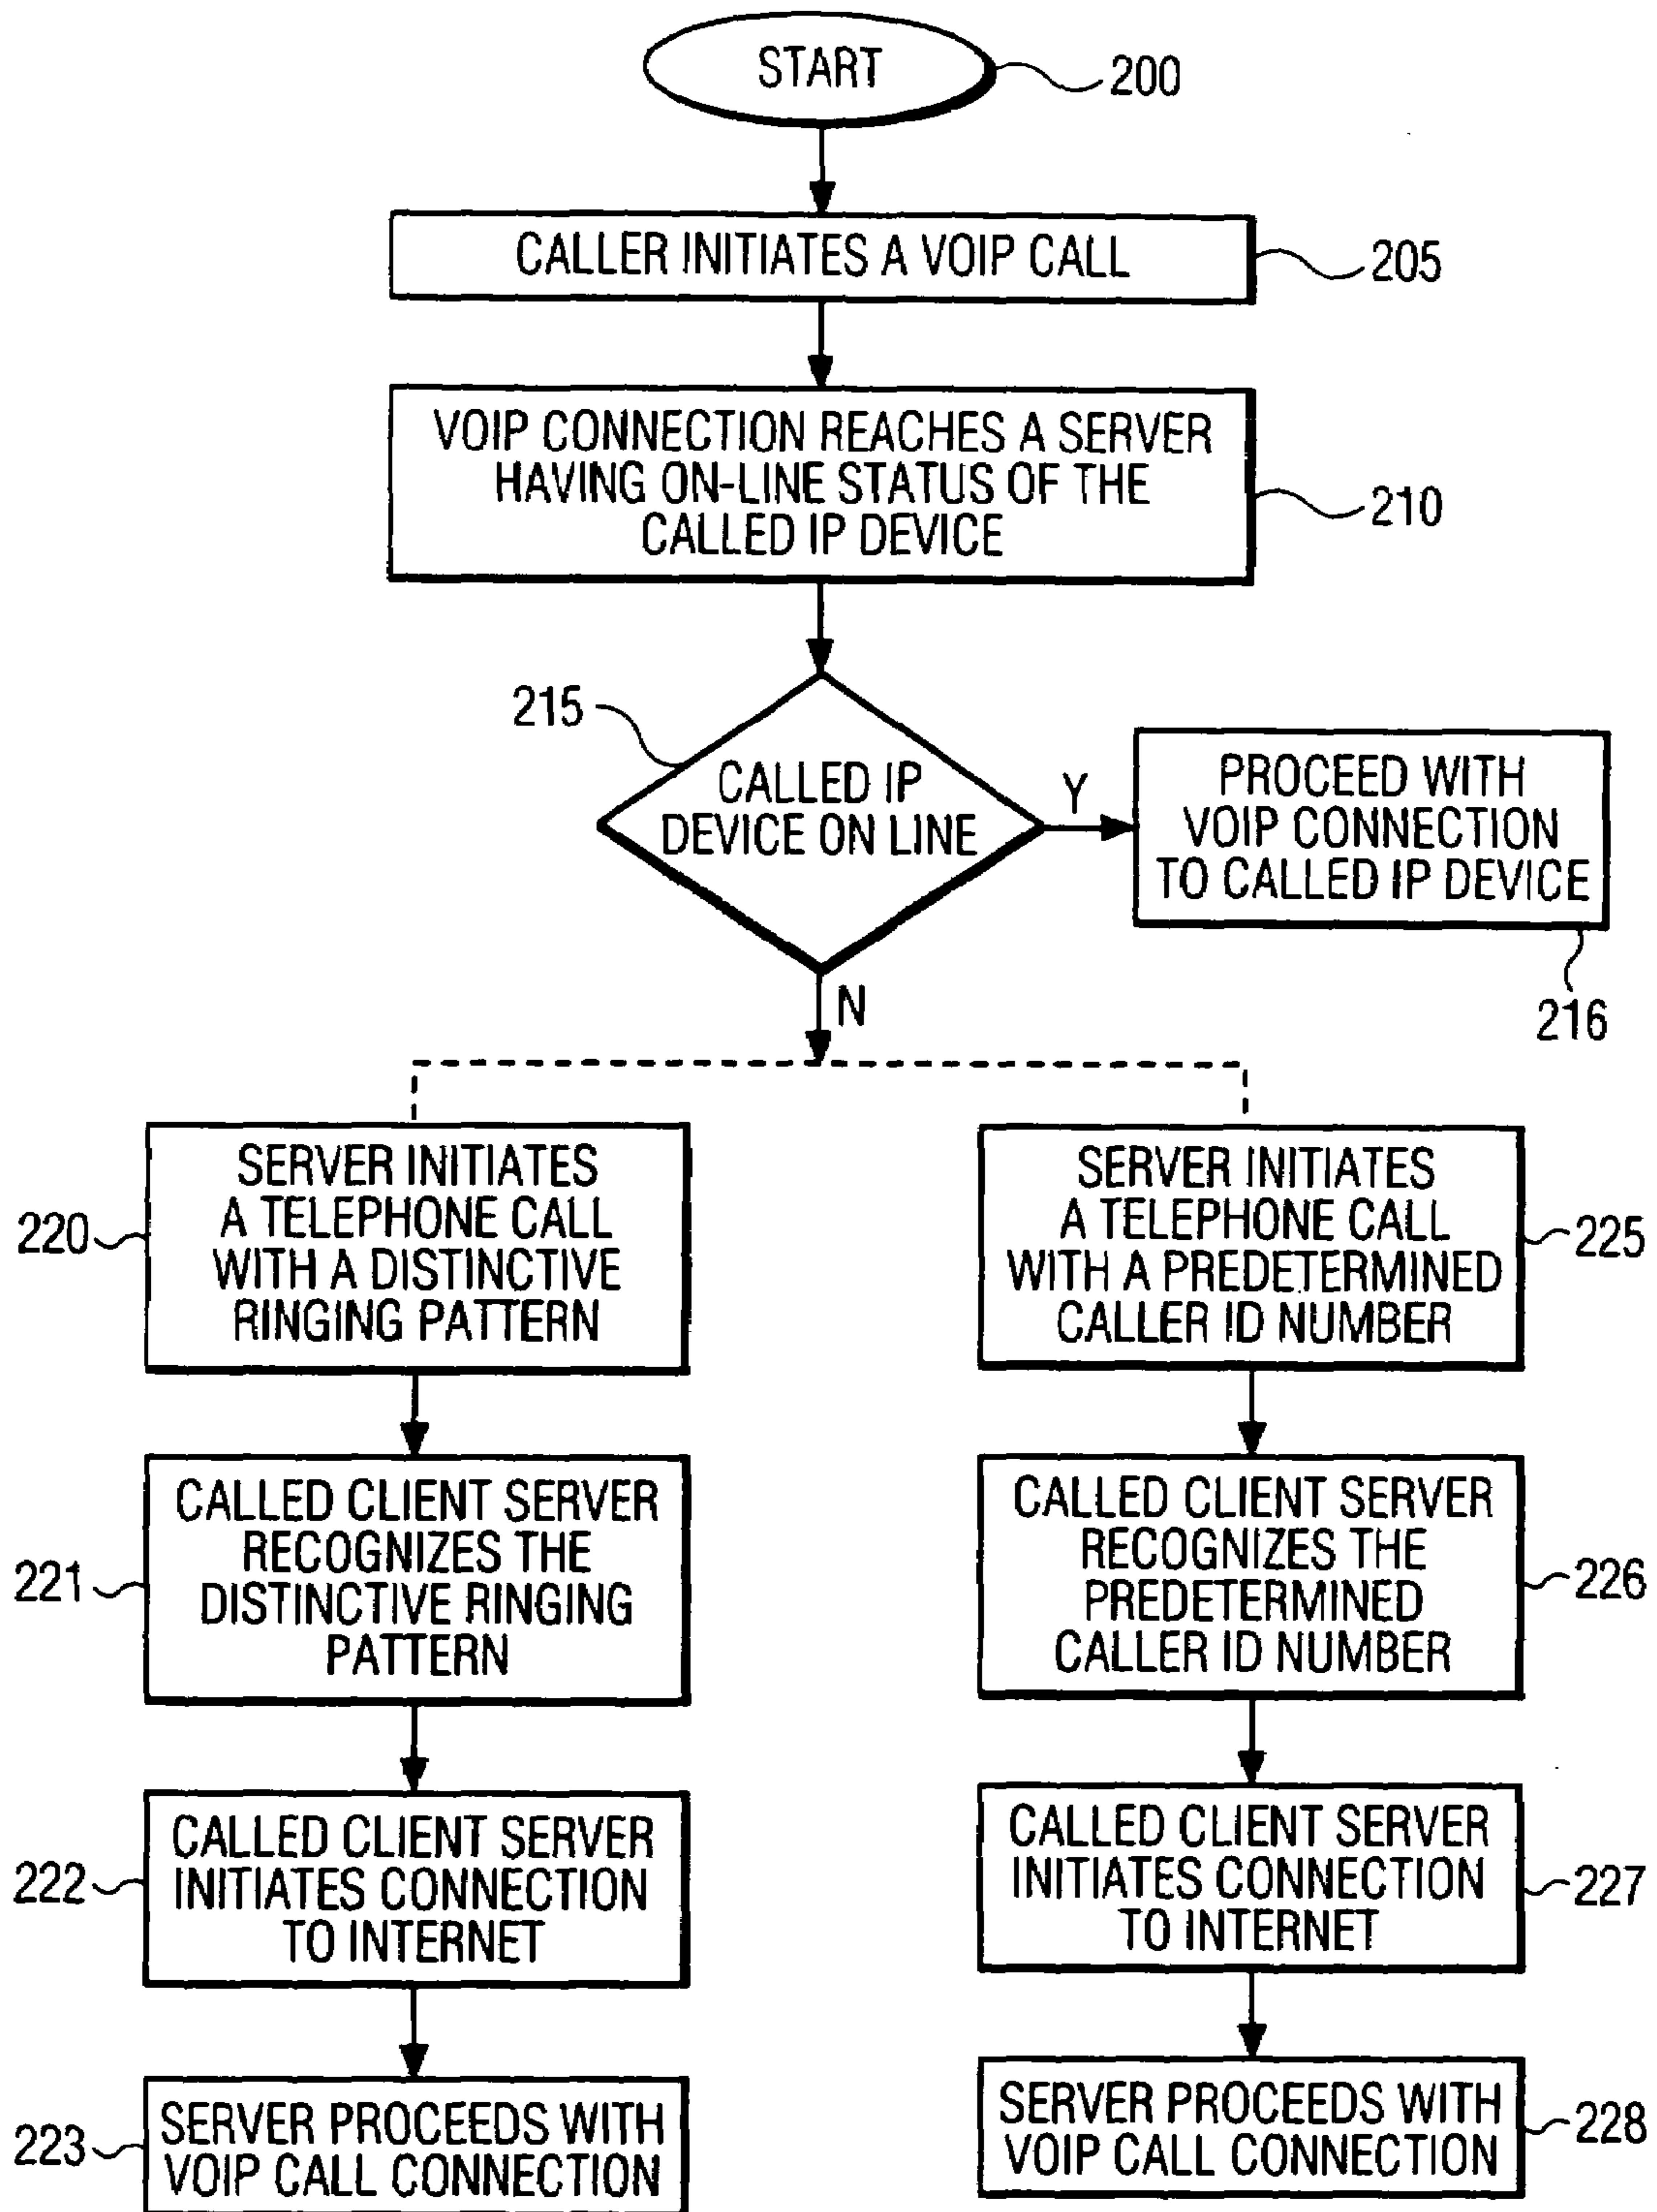 START
200
CALLER INITIATES A VOIP CALL
205
VOIP CONNECTION REACHES A SERVER
HAVING ON-LINE STATUS OF THE
CALLED IP DEVICE
210
215
CALLED IP
DEVICE ON LINE
Y
PROCEED WITH
VOIP CONNECTION
TO CALLED IP DEVICE
216
N
SERVER INITIATES
A TELEPHONE CALL
WITH A DISTINCTIVE
RINGING PATTERN
220
SERVER INITIATES
A TELEPHONE CALL
WITH A PREDETERMINED
CALLER ID NUMBER
225
CALLED CLIENT SERVER
RECOGNIZES THE
DISTINCTIVE RINGING
PATTERN
221
CALLED CLIENT SERVER
RECOGNIZES THE
PREDETERMINED
CALLER ID NUMBER
226
CALLED CLIENT SERVER
INITIATES CONNECTION
TO INTERNET
222
CALLED CLIENT SERVER
INITIATES CONNECTION
TO INTERNET
227
SERVER PROCEEDS WITH
VOIP CALL CONNECTION
223
SERVER PROCEEDS WITH
VOIP CALL CONNECTION
228